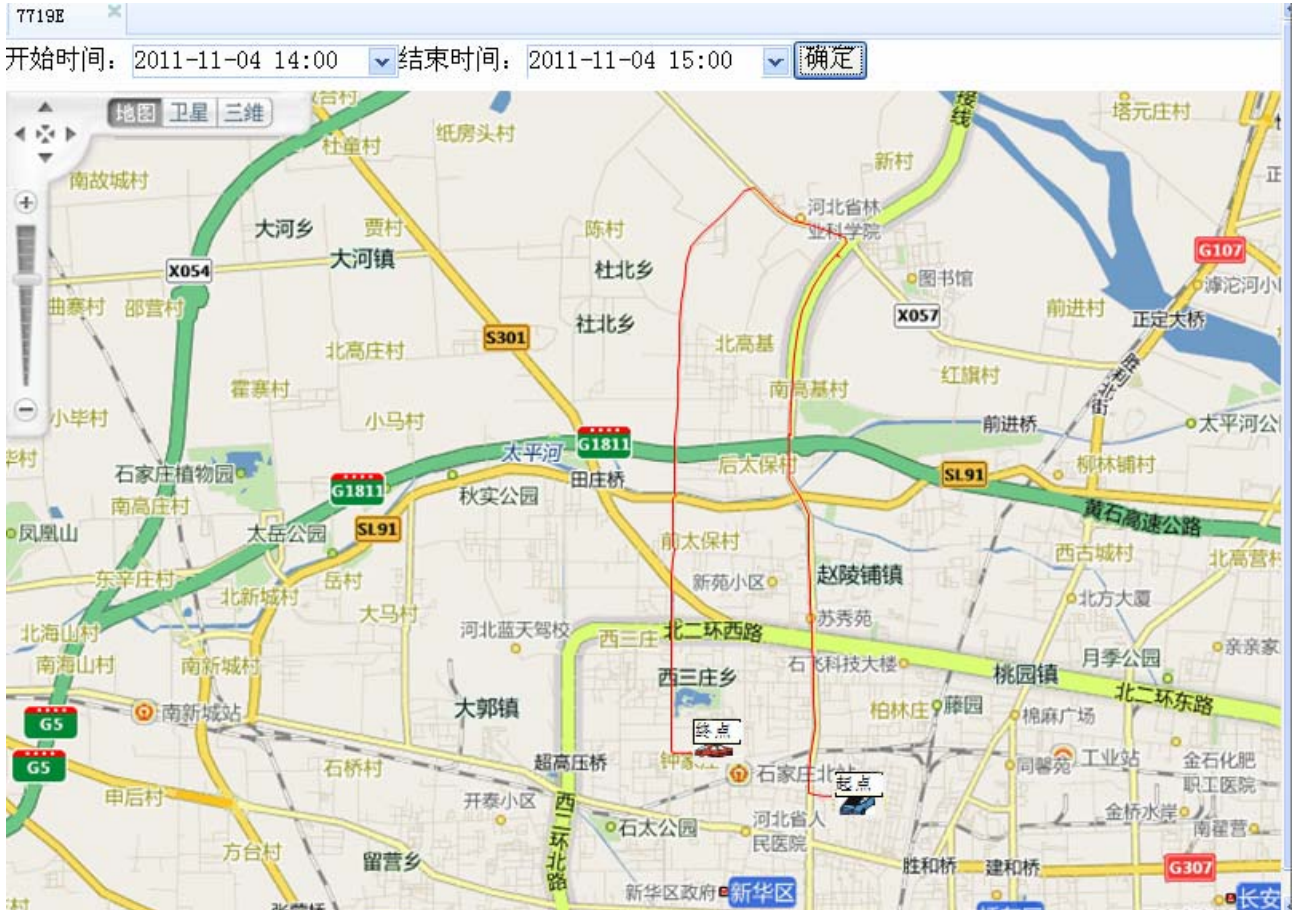 7719E
开始时间： 2011-11-04 14:00 结束时间： 2011-11-04 15:00 确定
地图 卫星 三维
接线
塔元庄村
纸房头村
杜童村
新村
南故城村
正
河北省林
业科学院
大河乡
贾村
陈村
G107
大河镇
X054
杜北乡
图书馆
滹沱河小
曲寨村
邵营村
前进村
X057
正定大桥
社北乡
S301
北高基
北高庄村
胜利北街
霍寨村
南高基村
红旗村
小毕村
小马村
前进桥
太平河公
G1811
太平河
后太保村
柳林铺村
石家庄植物园
田庄桥
SL91
G1811
秋实公园
南高庄村
黄石高速公路
凤凰山
太岳公园
SL91
前太保村
西古城村
北高营村
东辛庄村
岳村
新苑小区
赵陵铺镇
北新城村
大马村
北方大厦
苏秀苑
北海山村
河北蓝天驾校
西三庄
北二环西路
亲亲家
南海山村
南新城村
石飞科技大楼
月季公园
西三庄乡
桃园镇
北二环东路
大郭镇
柏林庄
藤园
棉麻广场
G5
南新城站
终点
G5
超高压桥
工业站
金石化肥
职工医院
石桥村
石家庄北站
同馨苑
起点
申后村
开泰小区
西二环北路
石太公园
河北省人
民医院
金桥水岸
南翟营
方台村
留营乡
胜和桥
建和桥
G307
新华区政府
新华区
长安